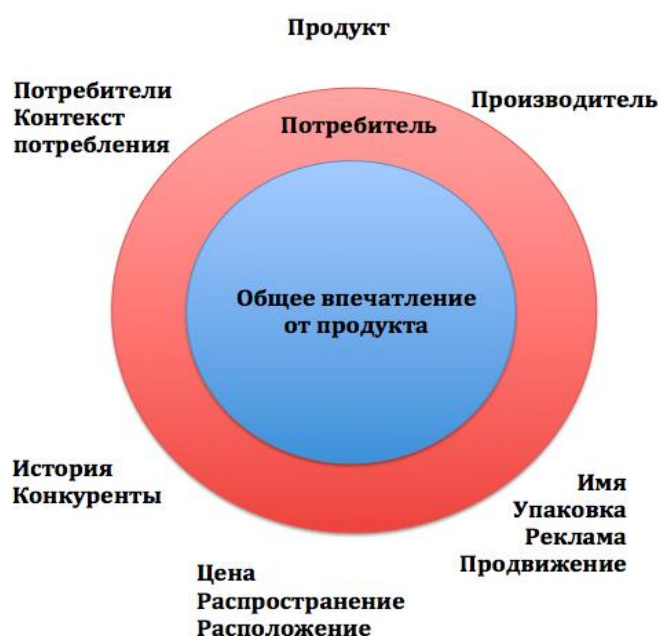 Продукт
Потребители
Контекст
потребления
Производитель
Потребитель
Общее впечатление
от продукта
История
Конкуренты
Имя
Упаковка
Реклама
Продвижение
Цена
Распространение
Расположение